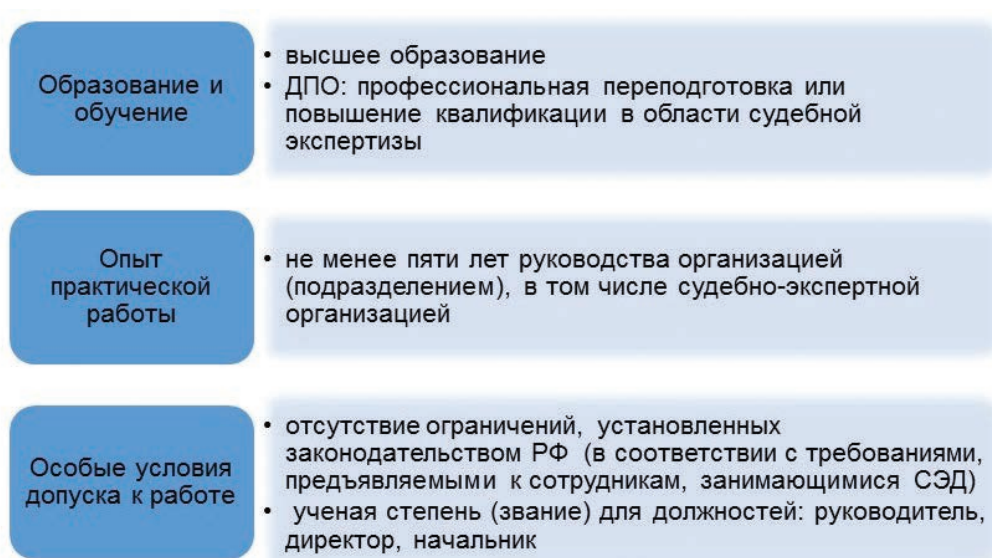 Образование и
обучение
• высшее образование
• ДПО: профессиональная переподготовка или
повышение квалификации в области судебной
экспертизы
Опыт
практической
работы
• не менее пяти лет руководства организацией
(подразделением), в том числе судебно-экспертной
организацией
Особые условия
допуска к работе
• отсутствие ограничений, установленных
законодательством РФ (в соответствии с требованиями,
предъявляемыми к сотрудникам, занимающимися СЭД)
• ученая степень (звание) для должностей: руководитель,
директор, начальник